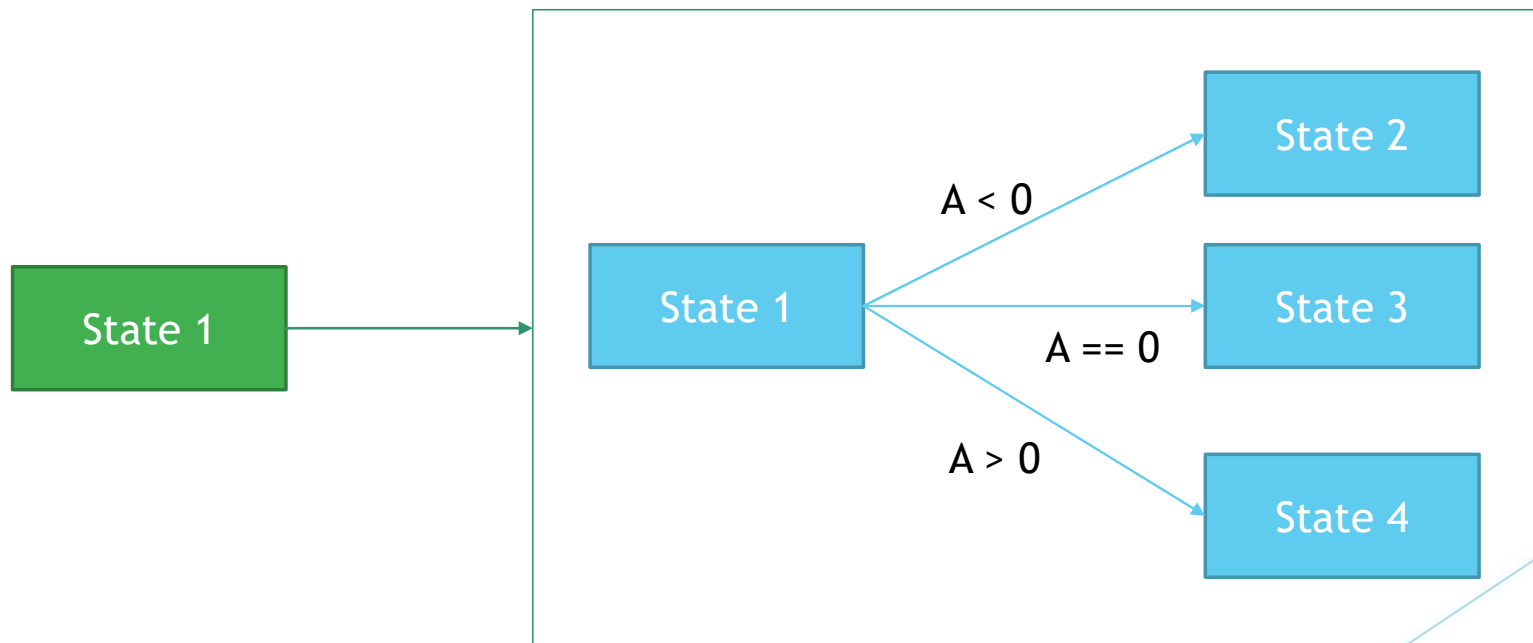 State 1
State 1
A < 0
A == 0
A > 0
State 2
State 3
State 4